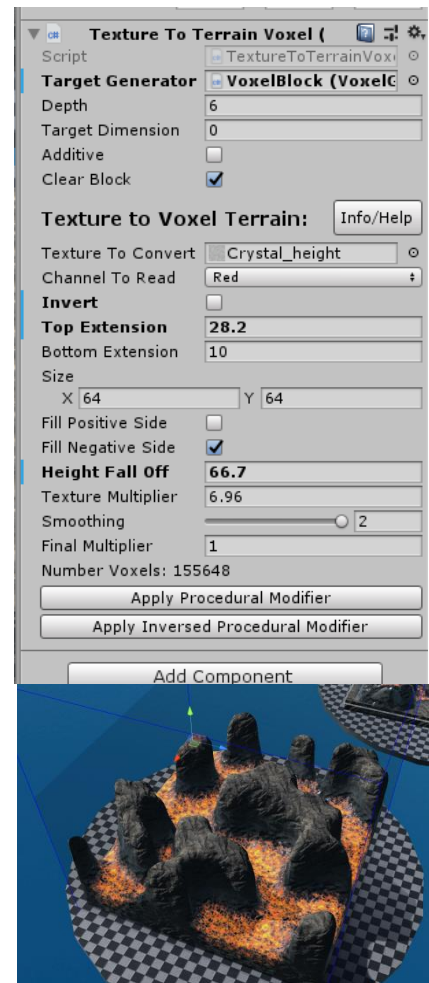 Texture To Terrain Voxel (
Script TextureToTerrainVox
Target Generator VoxelBlock (Voxel
Depth 6
Target Dimension 0
Additive
Clear Block
Texture to Voxel Terrain: Info/Help
Texture To Convert Crystal_height
Channel To Read Red
Invert
Top Extension 28.2
Bottom Extension 10
Size
X 64 Y 64
Fill Positive Side
Fill Negative Side
Height Fall Off 66.7
Texture Multiplier 6.96
Smoothing 2
Final Multiplier 1
Number Voxels: 155648
Apply Procedural Modifier
Apply Inversed Procedural Modifier
Add Component